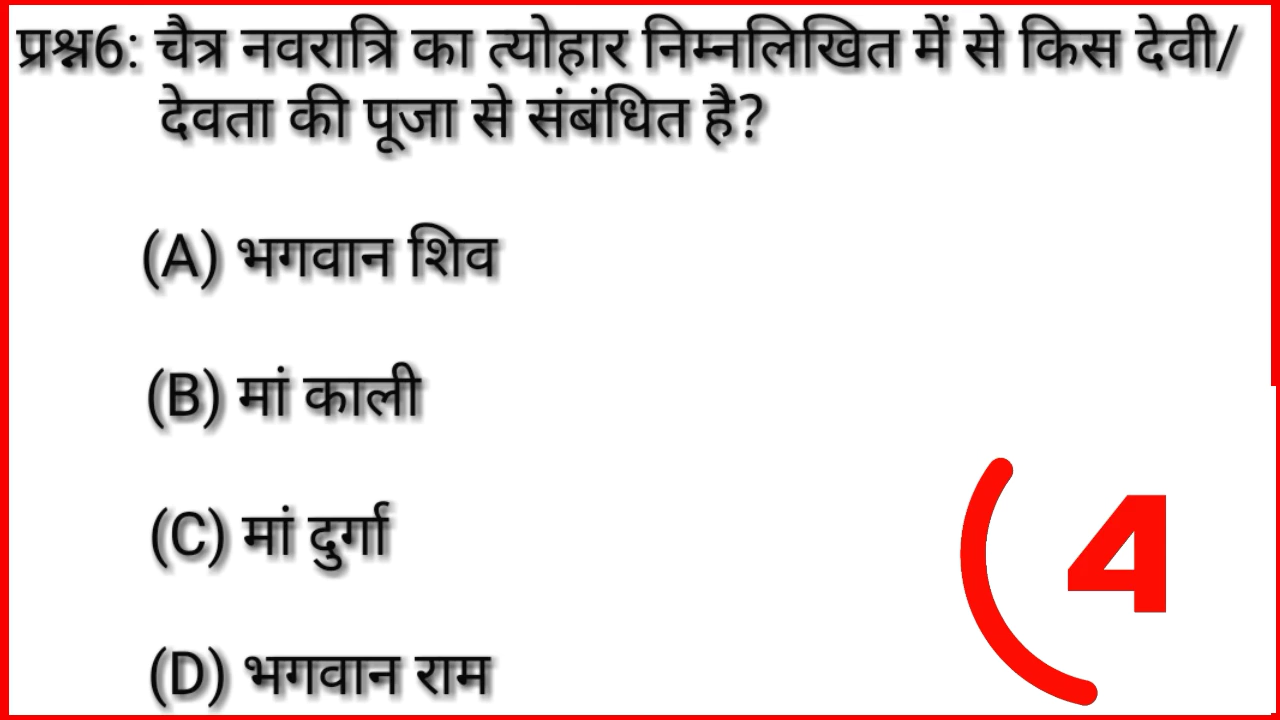 प्रश्न6: चैत्र नवरात्रि का त्योहार निम्नलिखित में से किस देवी/
देवता की पूजा से संबंधित है?
(A) भगवान शिव
(B) मां काली
(C) मां दुर्गा
(D) भगवान राम
4